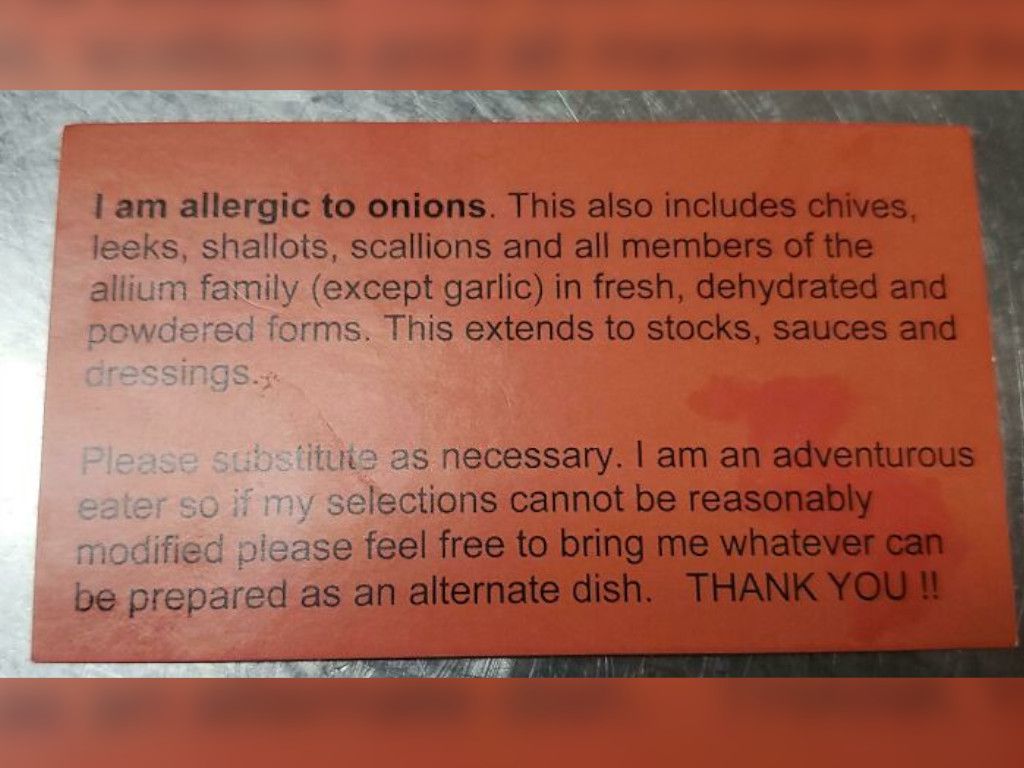 I am allergic to onions. This also includes chives,
leeks, shallots, scallions and all members of the
allium family (except garlic) in fresh, dehydrated and
powdered forms. This extends to stocks, sauces and
dressings.
Please substitute as necessary. I am an adventurous
eater so if my selections cannot be reasonably
modified please feel free to bring me whatever can
be prepared as an alternate dish. THANK YOU !!